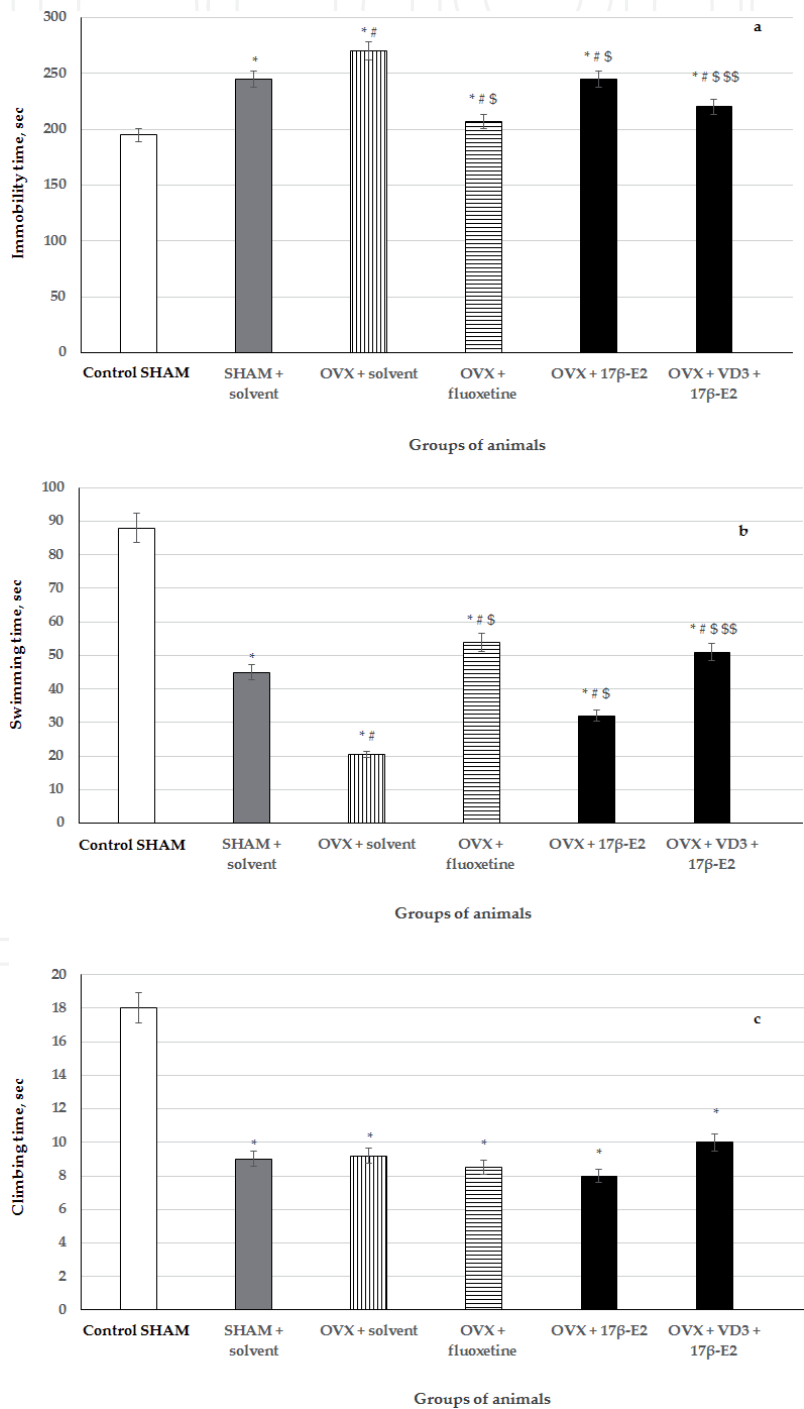 300
a
* #
*
* # $
* # $ $$
250
* # $
200
150
100
50
0
Immobility time, sec
Control SHAM
SHAM +
solvent
OVX + solvent
OVX +
fluoxetine
OVX + 17β-E2
OVX + VD3 +
17β-E2
Groups of animals
100
90
b
80
70
60
* # $
* # $ $$
50
*
40
* # $
30
* #
20
10
0
Swimming time, sec
Control SHAM
SHAM +
solvent
OVX + solvent
OVX +
fluoxetine
OVX + 17β-E2
OVX + VD3 +
17β-E2
Groups of animals
20
18
c
16
14
12
*
10
*
*
*
*
8
6
4
2
0
Climbing time, sec
Control SHAM
SHAM +
solvent
OVX + solvent
OVX +
fluoxetine
OVX + 17β-E2
OVX + VD3 +
17β-E2
Groups of animals